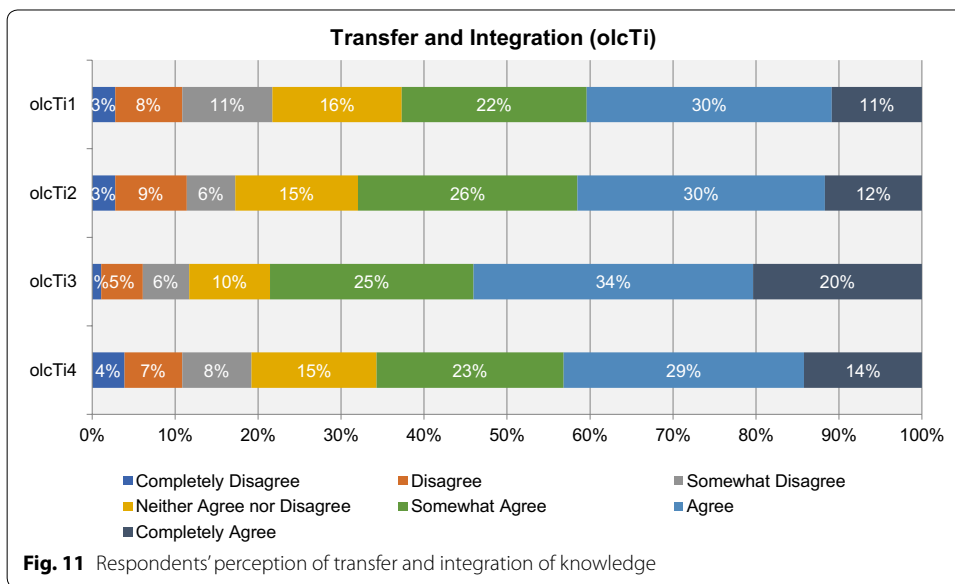 Transfer and Integration (olcTi)
olcTi1 3% 8% 11% 16% 22% 30% 11%
olcTi2 3% 9% 6% 15% 26% 30% 12%
olcTi3 % 5% 6% 10% 25% 34% 20%
olcTi4 4% 7% 8% 15% 23% 29% 14%
0% 10% 20% 30% 40% 50% 60% 70% 80% 90% 100%
Completely Disagree Disagree Somewhat Disagree
Neither Agree nor Disagree Somewhat Agree Agree
Completely Agree
Fig. 11 Respondents’ perception of transfer and integration of knowledge